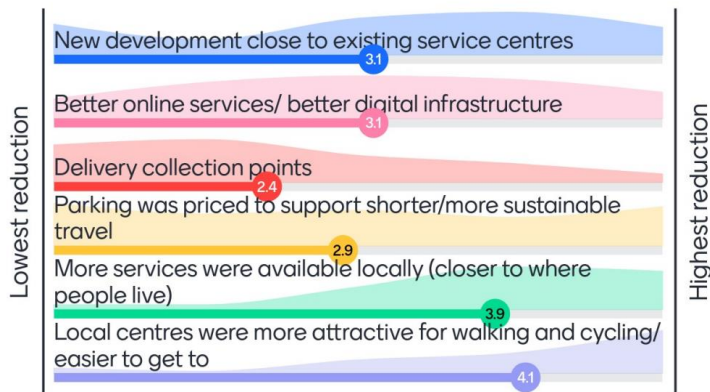 Lowest reduction
New development close to existing service centres
3.1
Better online services/ better digital infrastructure
3.1
Delivery collection points
2.4
Parking was priced to support shorter/more sustainable
travel
2.9
More services were available locally (closer to where
people live)
3.9
Local centres were more attractive for walking and cycling/
easier to get to
4.1
Highest reduction